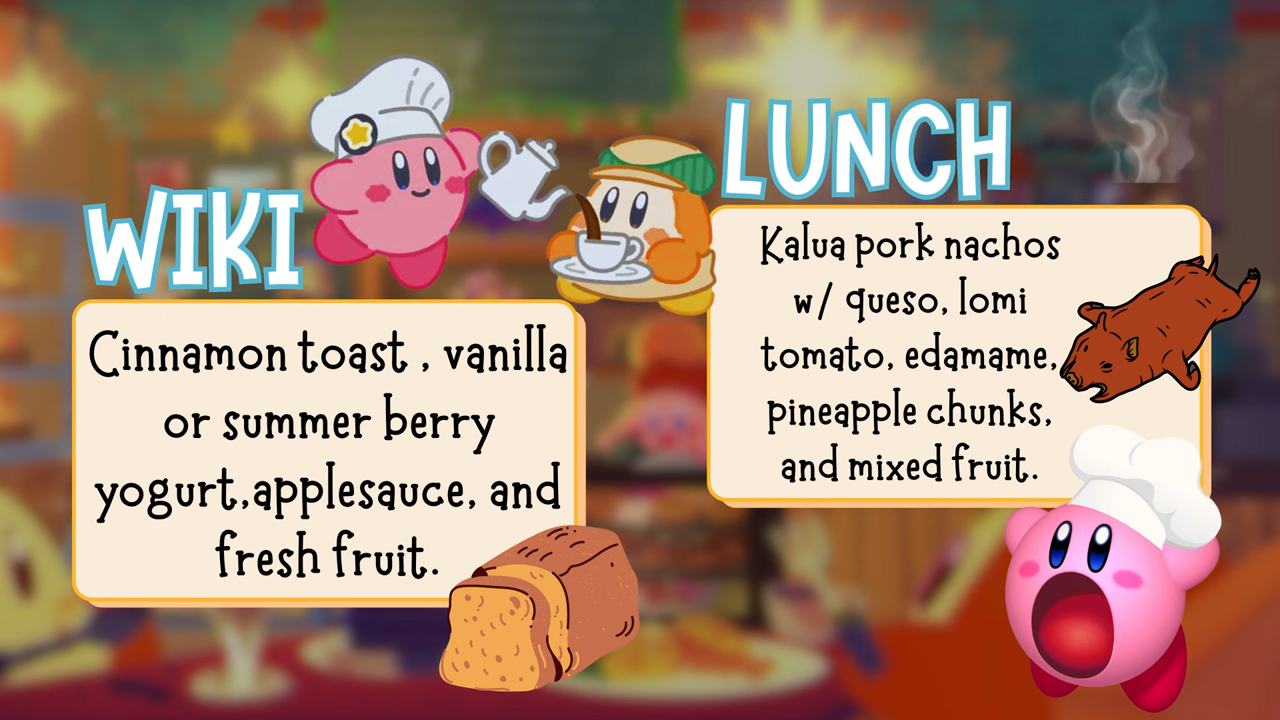 WIKI
Cinnamon toast , vanilla
or summer berry
yogurt,applesauce, and
fresh fruit.
LUNCH
Kalua pork nachos
w/ queso, lomi
tomato, edamame,
pineapple chunks,
and mixed fruit.